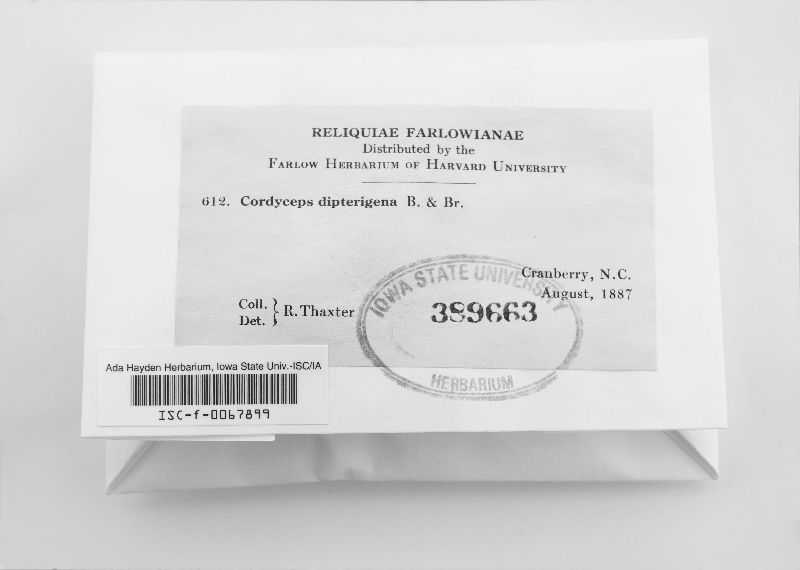 RELIQUIAE FARLOWIANAE
Distributed by the
FARLOW HERBARIUM OF HARVARD UNIVERSITY
612. Cordyceps dipterigena B. & Br.
Cranberry, N.C.
August, 1887
Coll. } R. Thaxter
Det.
IOWA STATE UNIVERSITY
389663
HERBARIUM
Ada Hayden Herbarium, Iowa State Univ.-ISC/IA
ISC-f-0067899